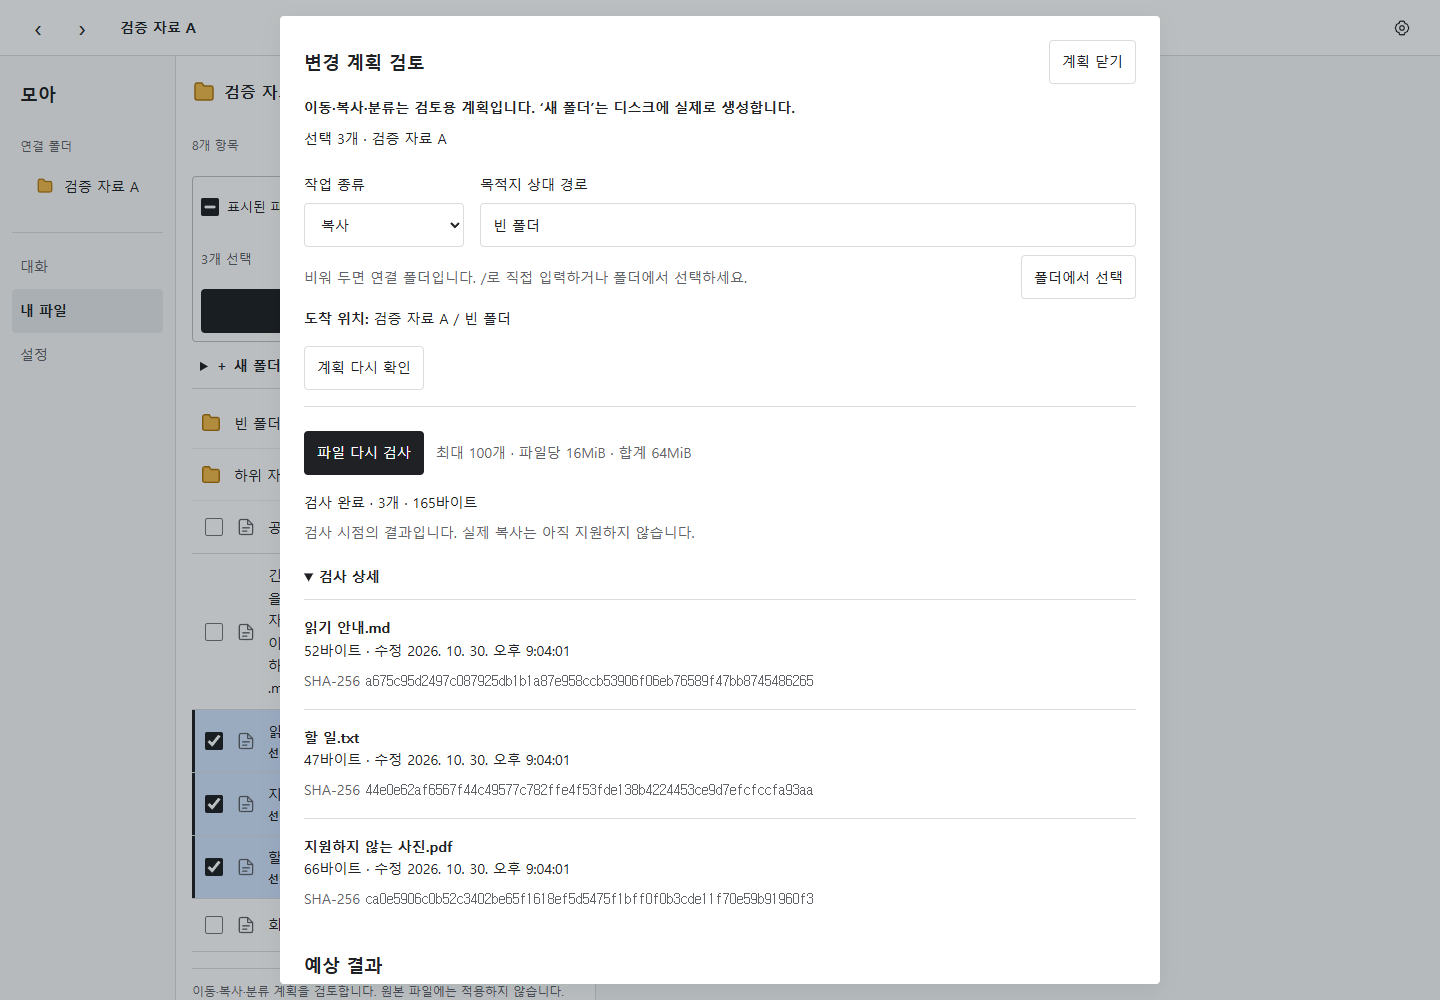 검증 자료 A
모아
연결 폴더
검증 자료 A
대화
내 파일
설정
검증
8개 항목
표시된
3개 선택
+ 새 폴더
빈 폴더
하위
긴
을
이
하
.m
할
이동·복사·분류 계획을 검토합니다. 원본 파일에는 적용하지 않습니다.
변경 계획 검토
계획 닫기
이동·복사·분류는 검토용 계획입니다. ‘새 폴더’는 디스크에 실제로 생성합니다.
선택 3개 · 검증 자료 A
작업 종류
목적지 상대 경로
복사
빈 폴더
비워 두면 연결 폴더입니다. /로 직접 입력하거나 폴더에서 선택하세요.
폴더에서 선택
도착 위치: 검증 자료 A / 빈 폴더
계획 다시 확인
파일 다시 검사
최대 100개 · 파일당 16MiB · 합계 64MiB
검사 완료 · 3개 · 165바이트
검사 시점의 결과입니다. 실제 복사는 아직 지원하지 않습니다.
▼ 검사 상세
읽기 안내.md
52바이트 · 수정 2026. 10. 30. 오후 9:04:01
SHA-256 a675c95d2497c087925db1b1a87e958ccb53906f06eb76589f47bb8745486265
할 일.txt
47바이트 · 수정 2026. 10. 30. 오후 9:04:01
SHA-256 44e0e62af6567f44c49577c782ffe4f53fde138b4224453ce9d7efcfccfa93aa
지원하지 않는 사진.pdf
66바이트 · 수정 2026. 10. 30. 오후 9:04:01
SHA-256 ca0e5906c0b52c3402be65f1618ef5d5475f1bff0f0b3cde11f70e59b91960f3
예상 결과